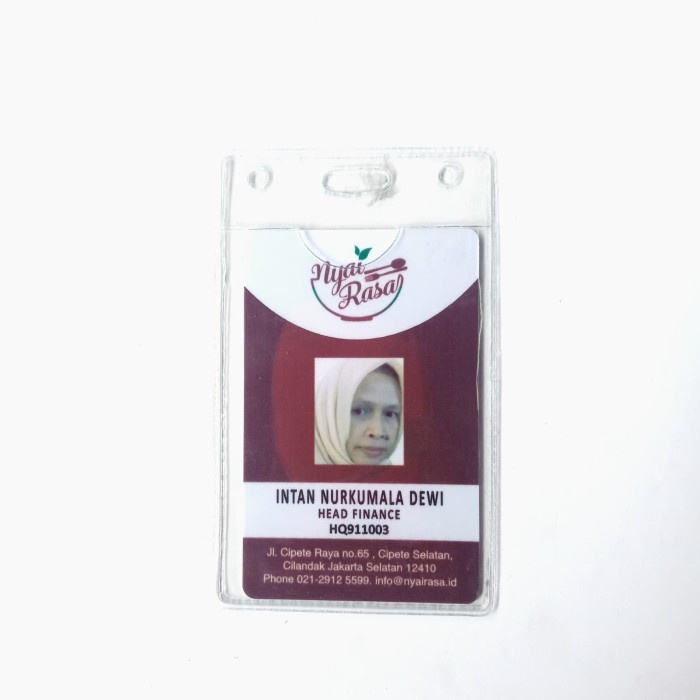 Nyai
Rasa
INTAN NURKUMALA DEWI
HEAD FINANCE
HQ911003
Jl. Cipete Raya no.65 , Cipete Selatan,
Cilandak Jakarta Selatan 12410
Phone 021-2912 5599. info@nyairasa.id